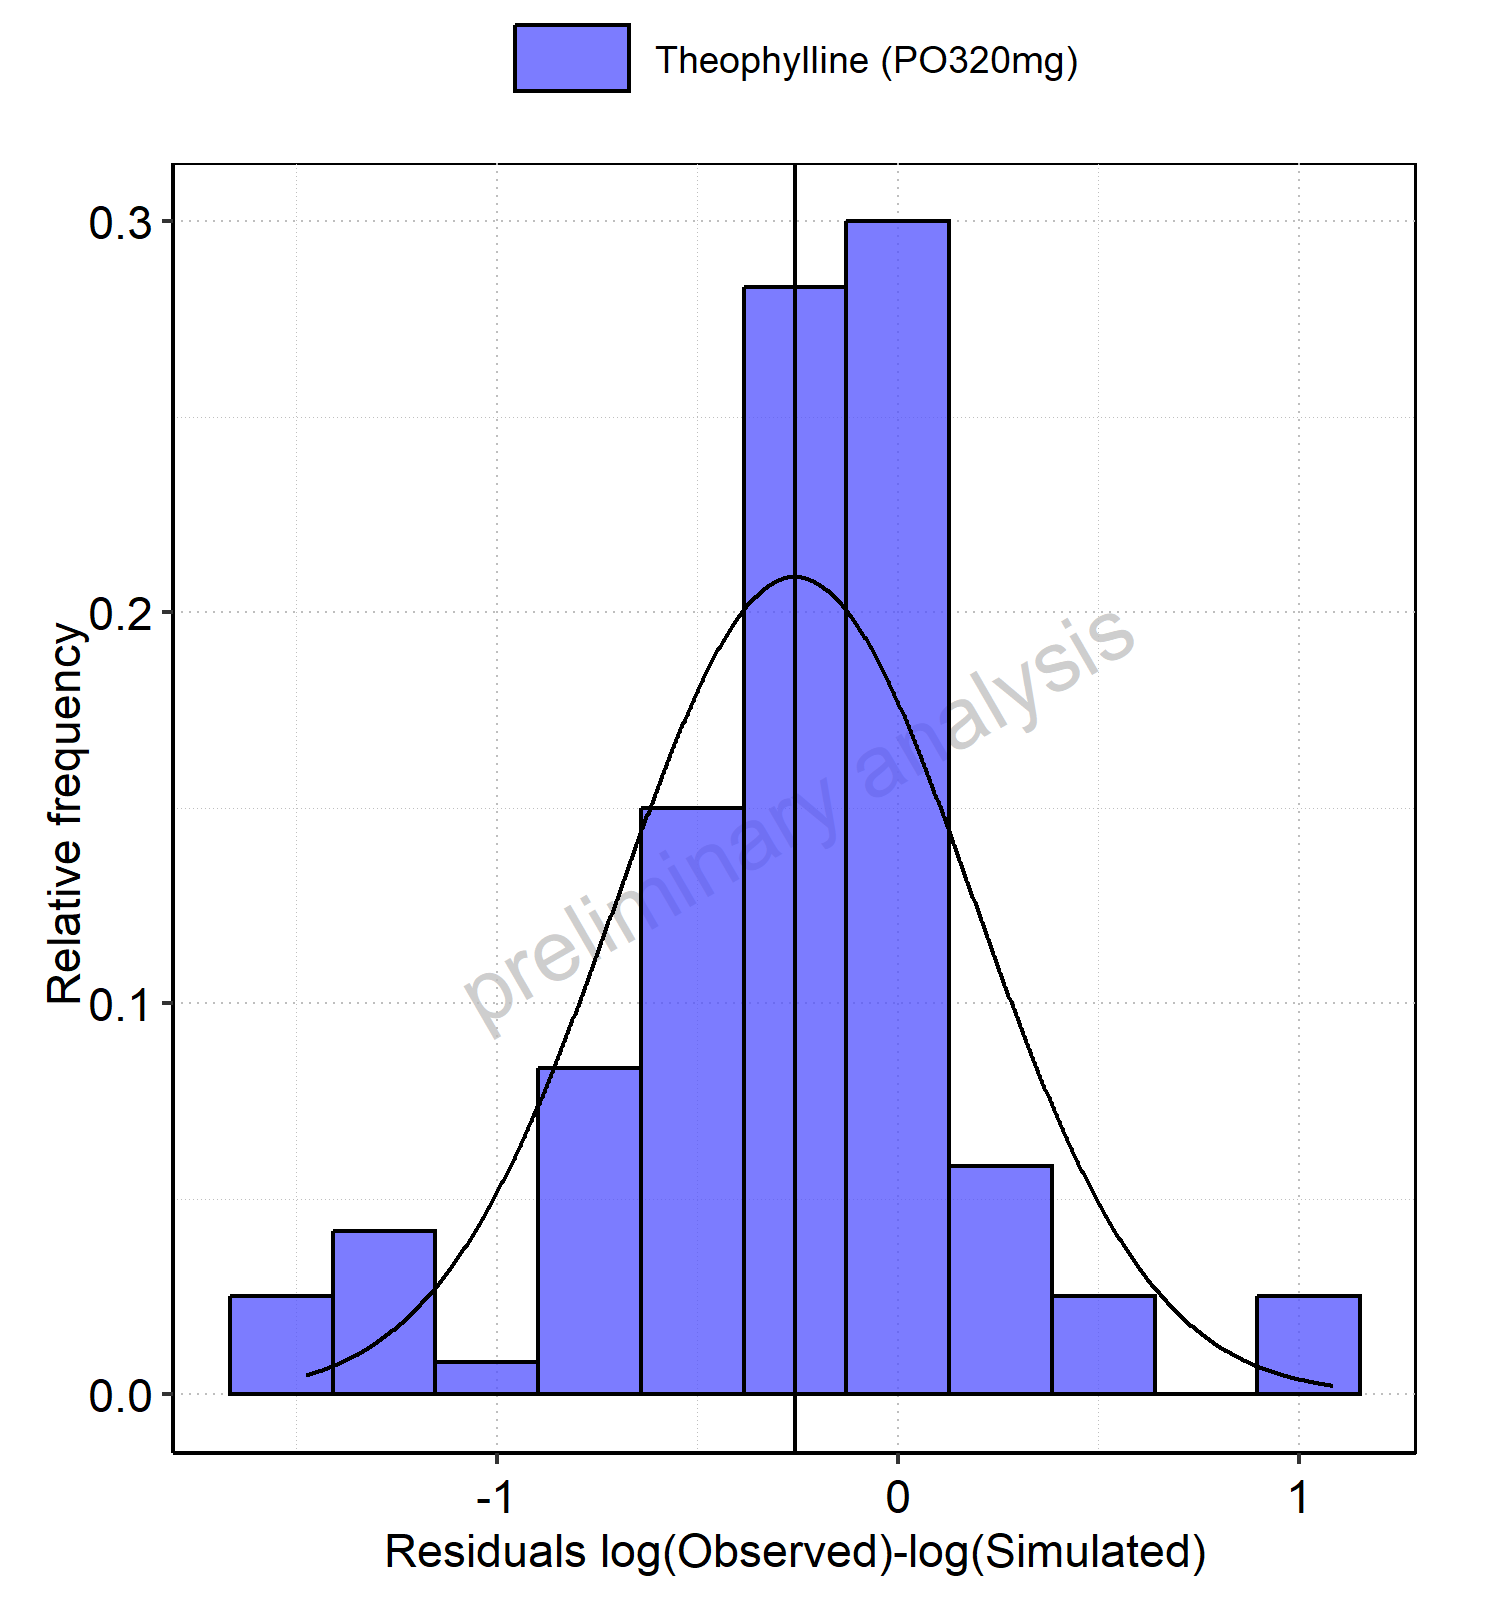 Theophylline (PO320mg)
0.3
0.2
0.1
0.0
Relative frequency
preliminary analysis
-1 0 1
Residuals log(Observed)-log(Simulated)